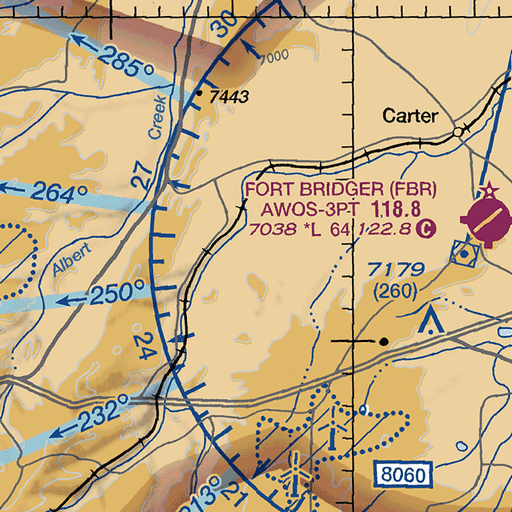 30
285°
7000
7443
Creek
Carter
27
264°
FORT BRIDGER (FBR)
AWOS-3PT 118.8
7038 *L 64 122.8 C
Albert
7179
(260)
250°
24
232°
8060
213°
21